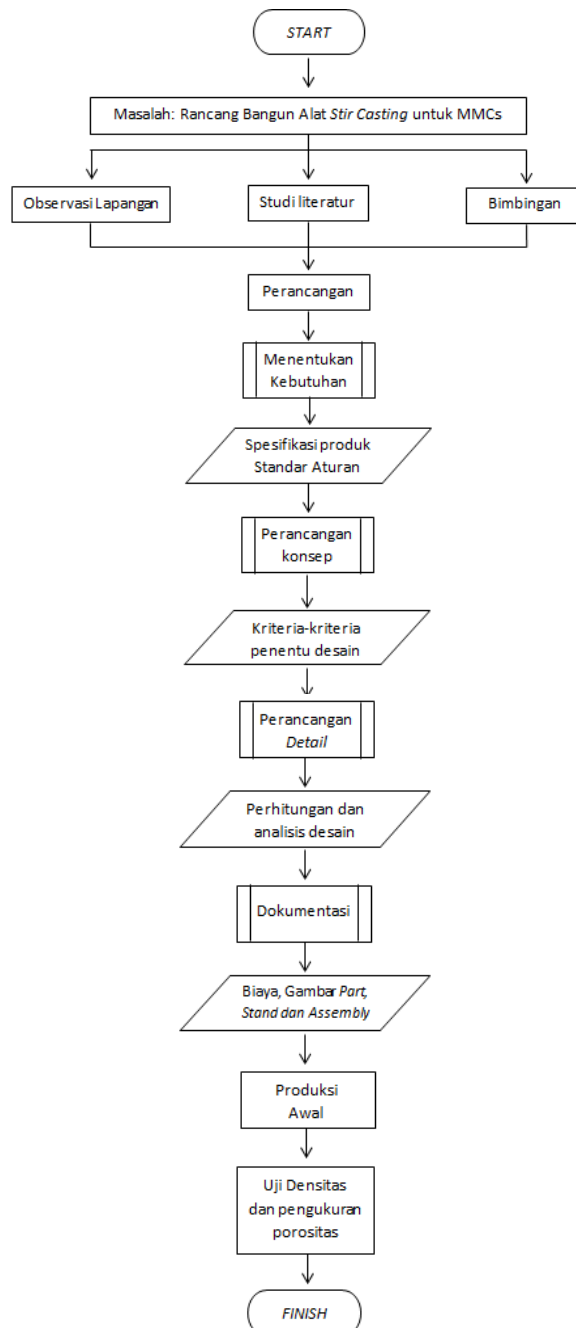 START
Masalah: Rancang Bangun Alat Stir Casting untuk MMCs
Observasi Lapangan
Studi literatur
Bimbingan
Perancangan
Menentukan
Kebutuhan
Spesifikasi produk
Standar Aturan
Perancangan
konsep
Kriteria-kriteria
penentu desain
Perancangan
Detail
Perhitungan dan
analisis desain
Dokumentasi
Biaya, Gambar Part,
Stand dan Assembly
Produksi
Awal
Uji Densitas
dan pengukuran
porositas
FINISH